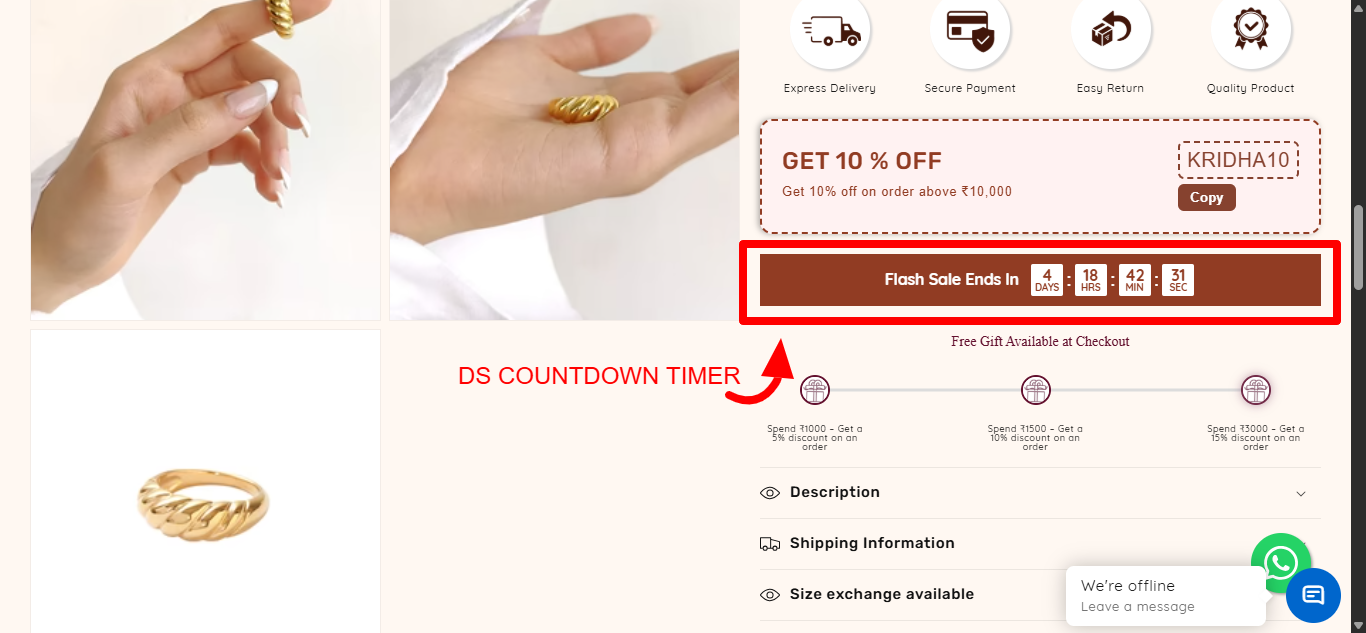 Express Delivery
Secure Payment
Easy Return
Quality Product
GET 10 % OFF
Get 10% off on order above ₹10,000
KRIDHA10
Copy
Flash Sale Ends In
4 : 18 : 42 : 31
DAYS HRS MIN SEC
DS COUNTDOWN TIMER
Free Gift Available at Checkout
Spend ₹1000 – Get a
5% discount on an
order
Spend ₹1500 – Get a
10% discount on an
order
Spend ₹3000 – Get a
15% discount on an
order
Description
Shipping Information
Size exchange available
We're offline
Leave a message